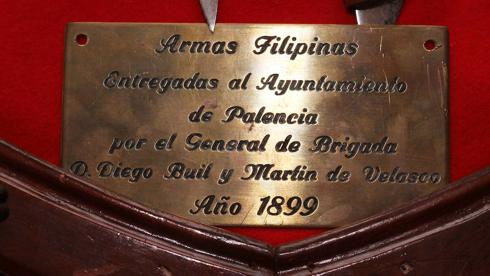 Armas Filipinas
Entregadas al Ayuntamiento
de Palencia
por el General de Brigada
D. Diego Buil y Martin de Velasco
Año 1899